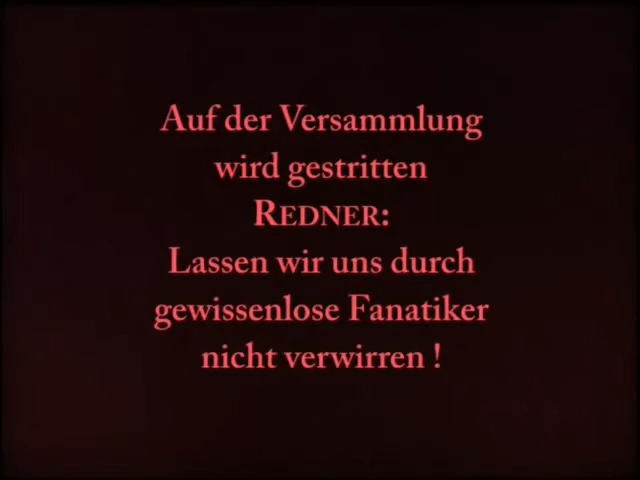 Auf der Versammlung
wird gestritten
REDNER:
Lassen wir uns durch
gewissenlose Fanatiker
nicht verwirren !